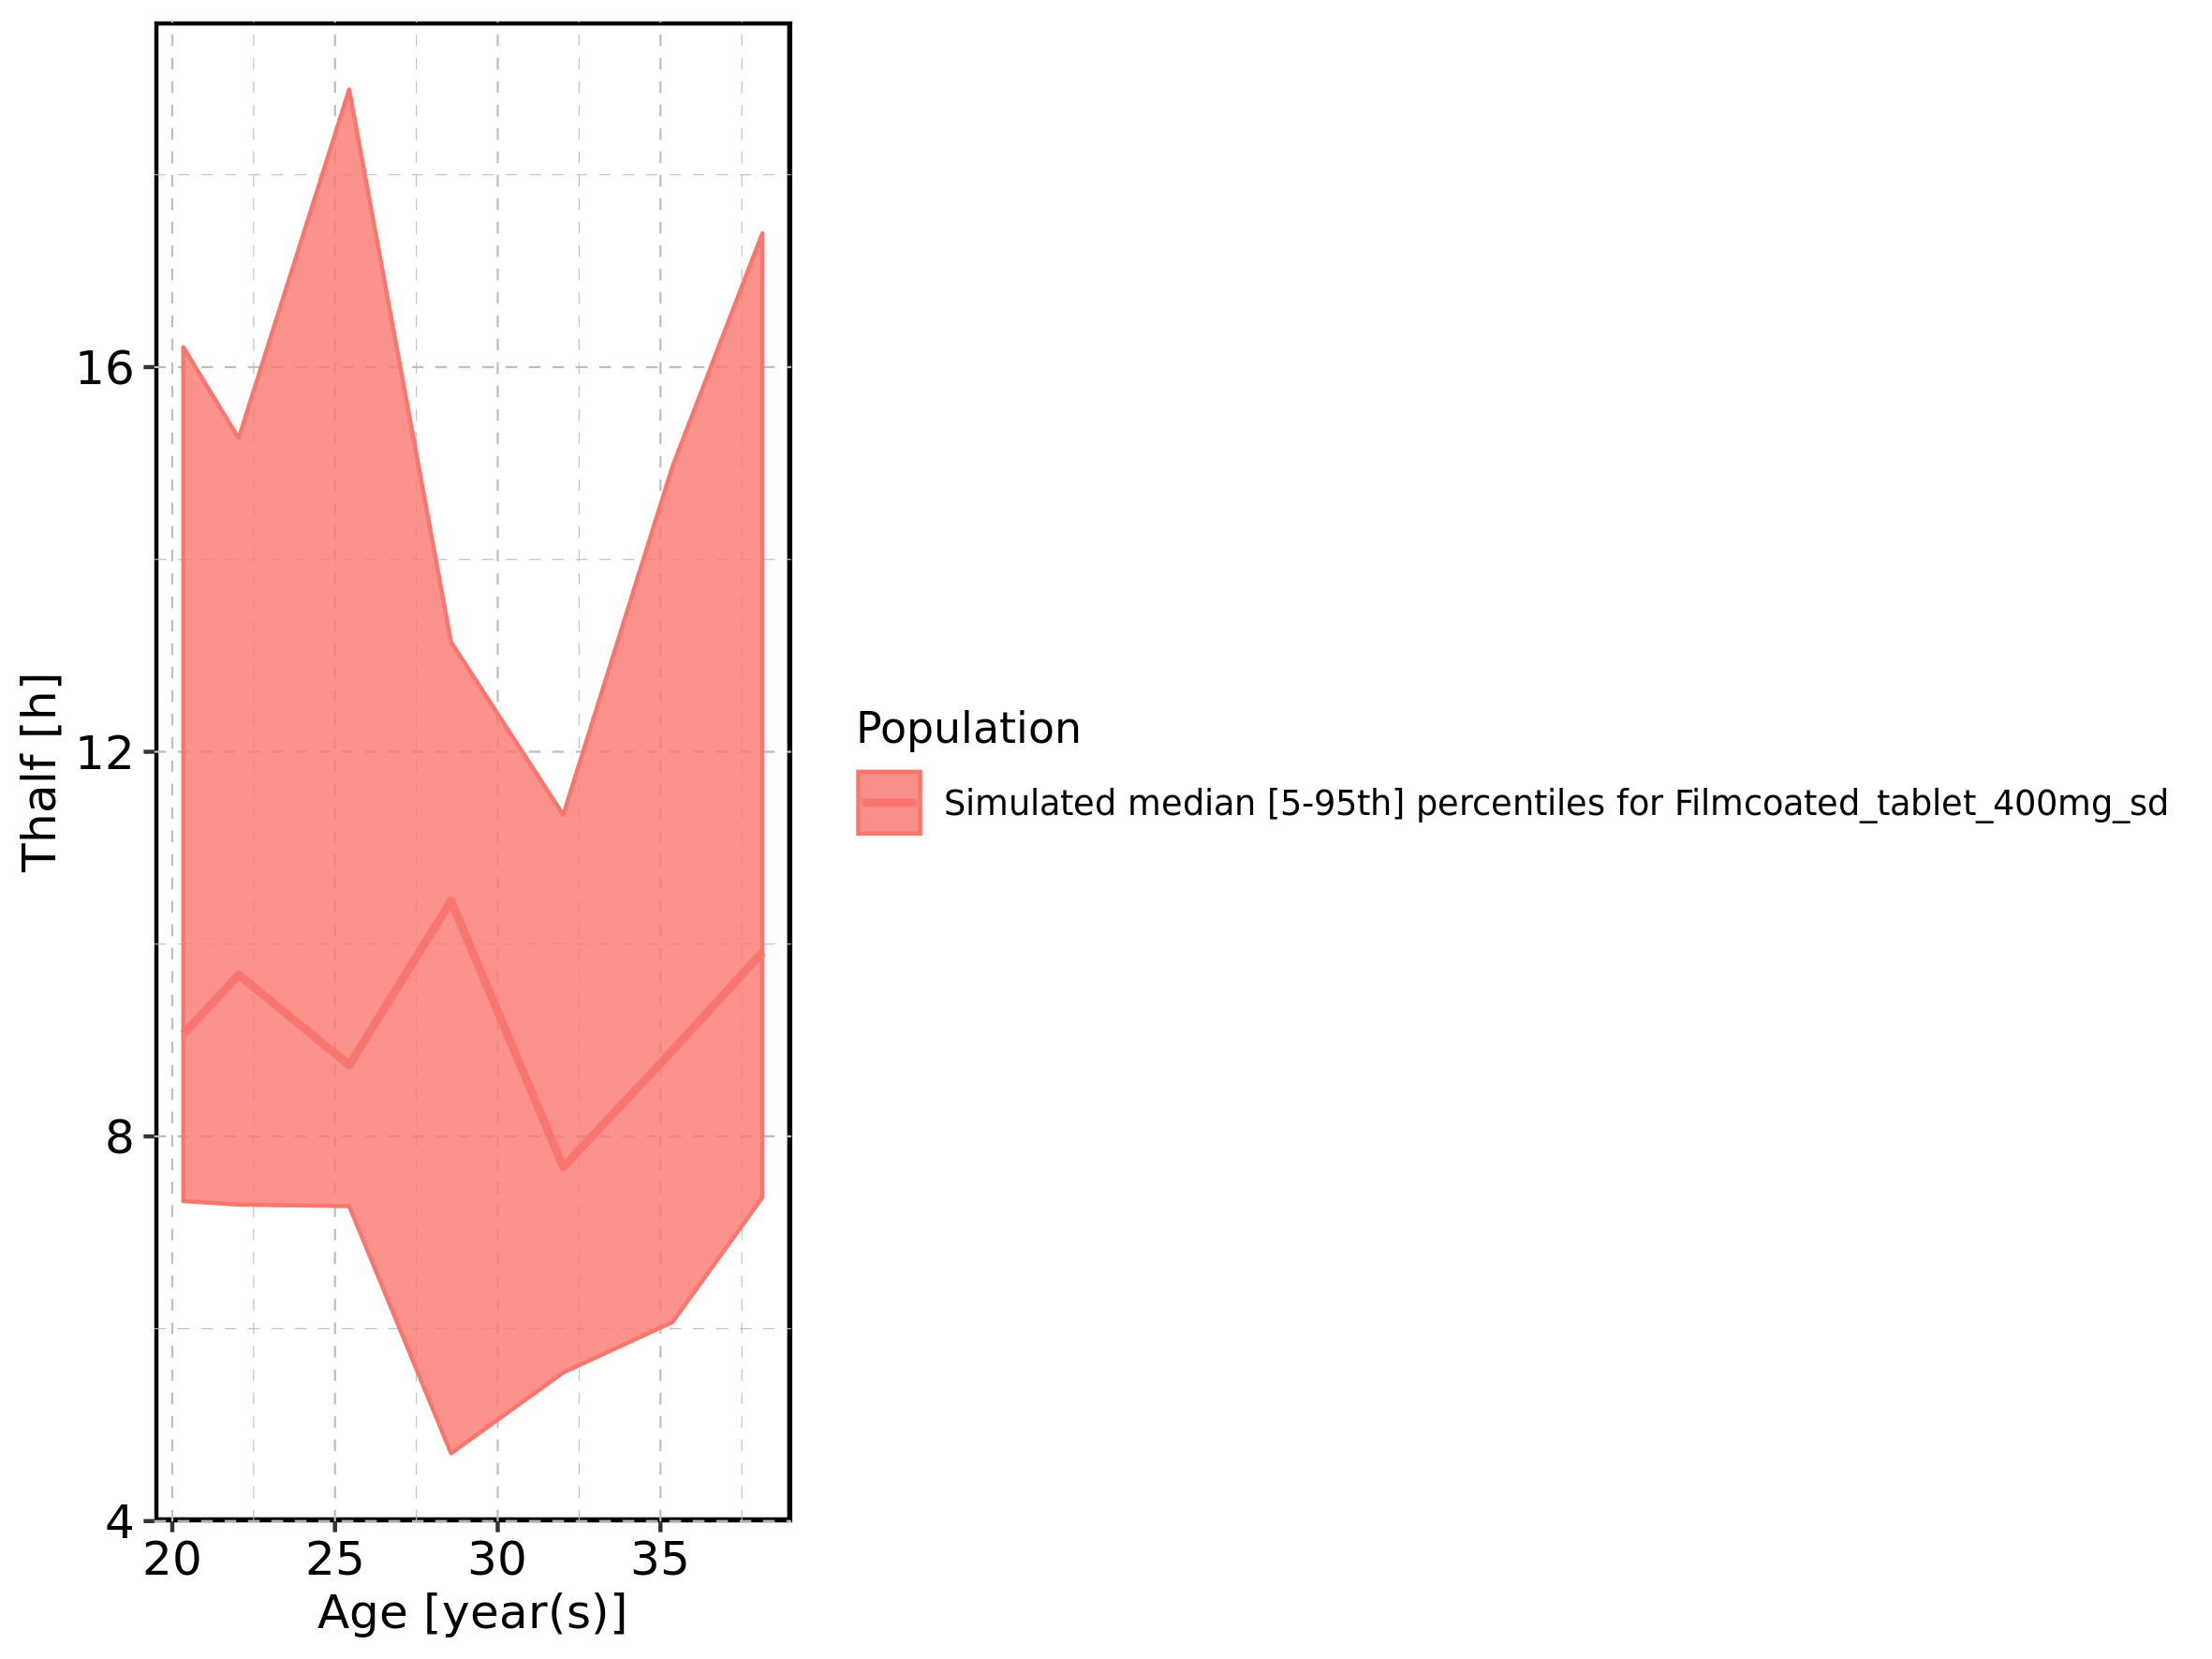 16
12
8
4
20 25 30 35
Age [year(s)]
Thalf [h]
Population
Simulated median [5-95th] percentiles for Filmcoated_tablet_400mg_sd